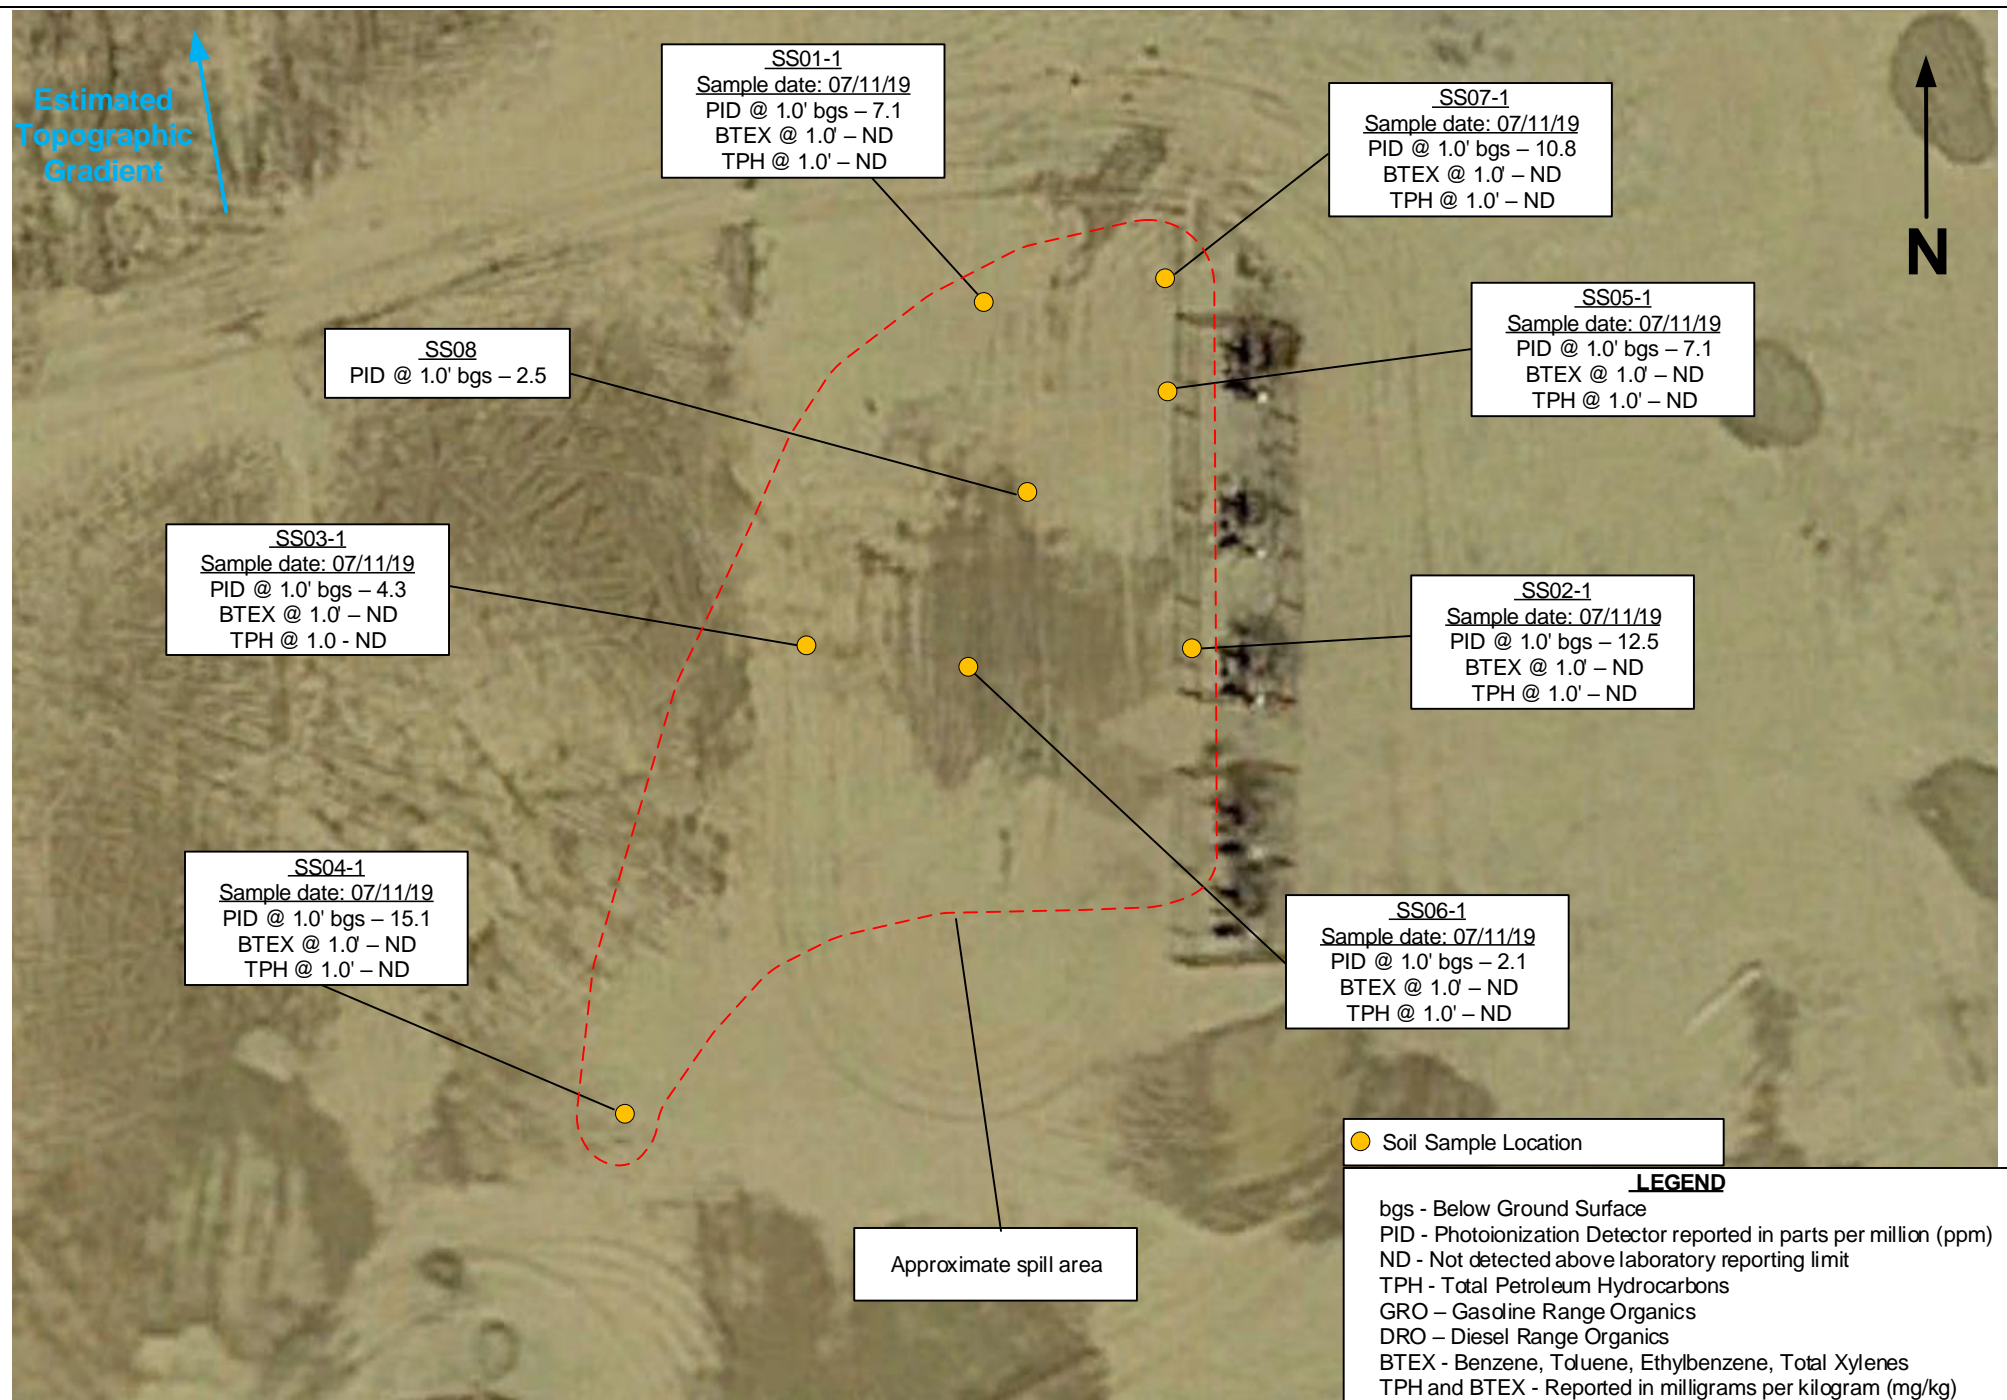 Estimated
Topographic
Gradient
SS01-1
Sample date: 07/11/19
PID @ 1.0' bgs – 7.1
BTEX @ 1.0' – ND
TPH @ 1.0' – ND
SS07-1
Sample date: 07/11/19
PID @ 1.0' bgs – 10.8
BTEX @ 1.0' – ND
TPH @ 1.0' – ND
N
SS05-1
Sample date: 07/11/19
PID @ 1.0' bgs – 7.1
BTEX @ 1.0' – ND
TPH @ 1.0' – ND
SS08
PID @ 1.0' bgs – 2.5
SS03-1
Sample date: 07/11/19
PID @ 1.0' bgs – 4.3
BTEX @ 1.0' – ND
TPH @ 1.0 - ND
SS02-1
Sample date: 07/11/19
PID @ 1.0' bgs – 12.5
BTEX @ 1.0' – ND
TPH @ 1.0' – ND
SS04-1
Sample date: 07/11/19
PID @ 1.0' bgs – 15.1
BTEX @ 1.0' – ND
TPH @ 1.0' – ND
SS06-1
Sample date: 07/11/19
PID @ 1.0' bgs – 2.1
BTEX @ 1.0' – ND
TPH @ 1.0' – ND
Approximate spill area
Soil Sample Location
LEGEND
bgs - Below Ground Surface
PID - Photoionization Detector reported in parts per million (ppm)
ND - Not detected above laboratory reporting limit
TPH - Total Petroleum Hydrocarbons
GRO – Gasoline Range Organics
DRO – Diesel Range Organics
BTEX - Benzene, Toluene, Ethylbenzene, Total Xylenes
TPH and BTEX - Reported in milligrams per kilogram (mg/kg)